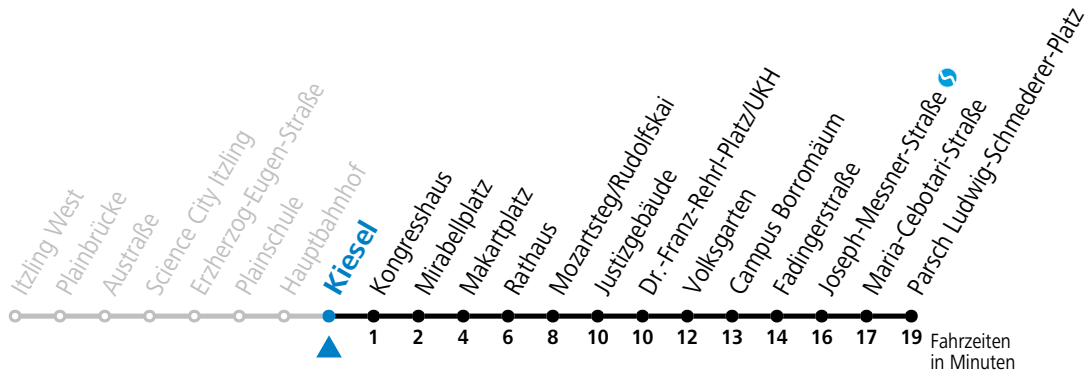 Itzling West
Plainbrücke
Austraße
Science City Itzling
Erzherzog-Eugen-Straße
Plainschule
Hauptbahnhof
Kiesel
Kongresshaus
Mirabellplatz
Makartplatz
Rathaus
Mozartsteg/Rudolfskai
Justizgebäude
Dr.-Franz-Rehrl-Platz/UKH
Volksgarten
Campus Borromäum
Fadingerstraße
Joseph-Messner-Straße
Maria-Cebotari-Straße
Parsch Ludwig-Schmederer-Platz
1 2 4 6 8 10 10 12 13 14 16 17 19
Fahrzeiten
in Minuten